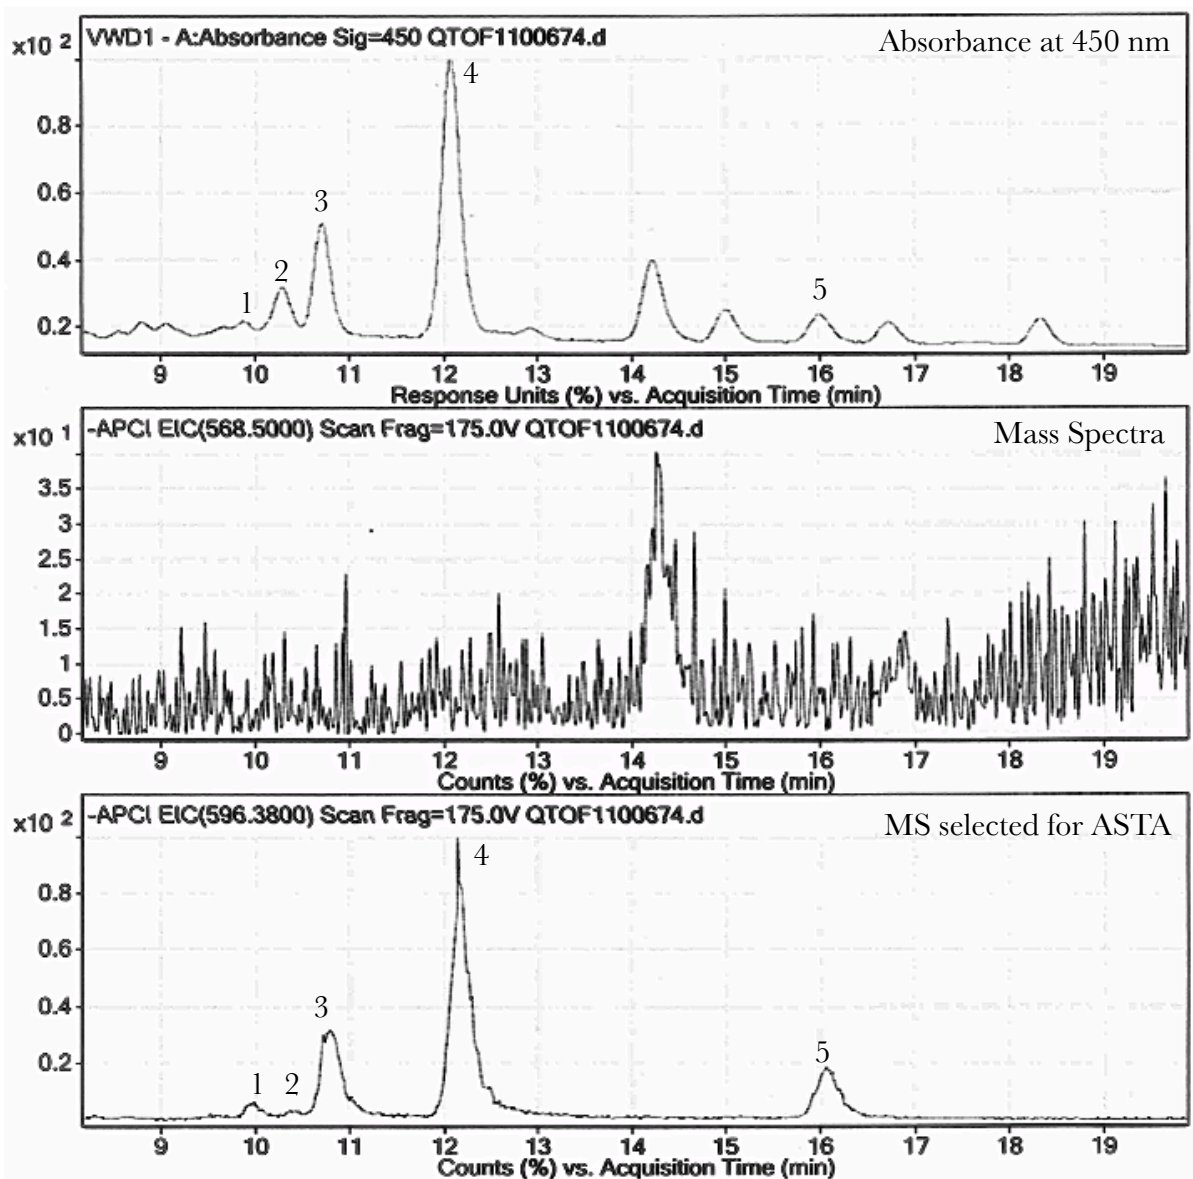 x10 2
VWD1 - A:Absorbance Sig=450 QTOF1100674.d
Absorbance at 450 nm
4
0.8
0.6
3
0.4
2
1
5
0.2
9 10 11 12 13 14 15 16 17 18 19
Response Units (%) vs. Acquisition Time (min)
x10 1
-APCI EIC(568.5000) Scan Frag=175.0V QTOF1100674.d
Mass Spectra
3.5
3
2.5
2
1.5
1
0.5
0
9 10 11 12 13 14 15 16 17 18 19
Counts (%) vs. Acquisition Time (min)
x10 2
-APCI EIC(596.3800) Scan Frag=175.0V QTOF1100674.d
MS selected for ASTA
4
0.8
0.6
0.4
3
0.2
5
1 2
9 10 11 12 13 14 15 16 17 18 19
Counts (%) vs. Acquisition Time (min)